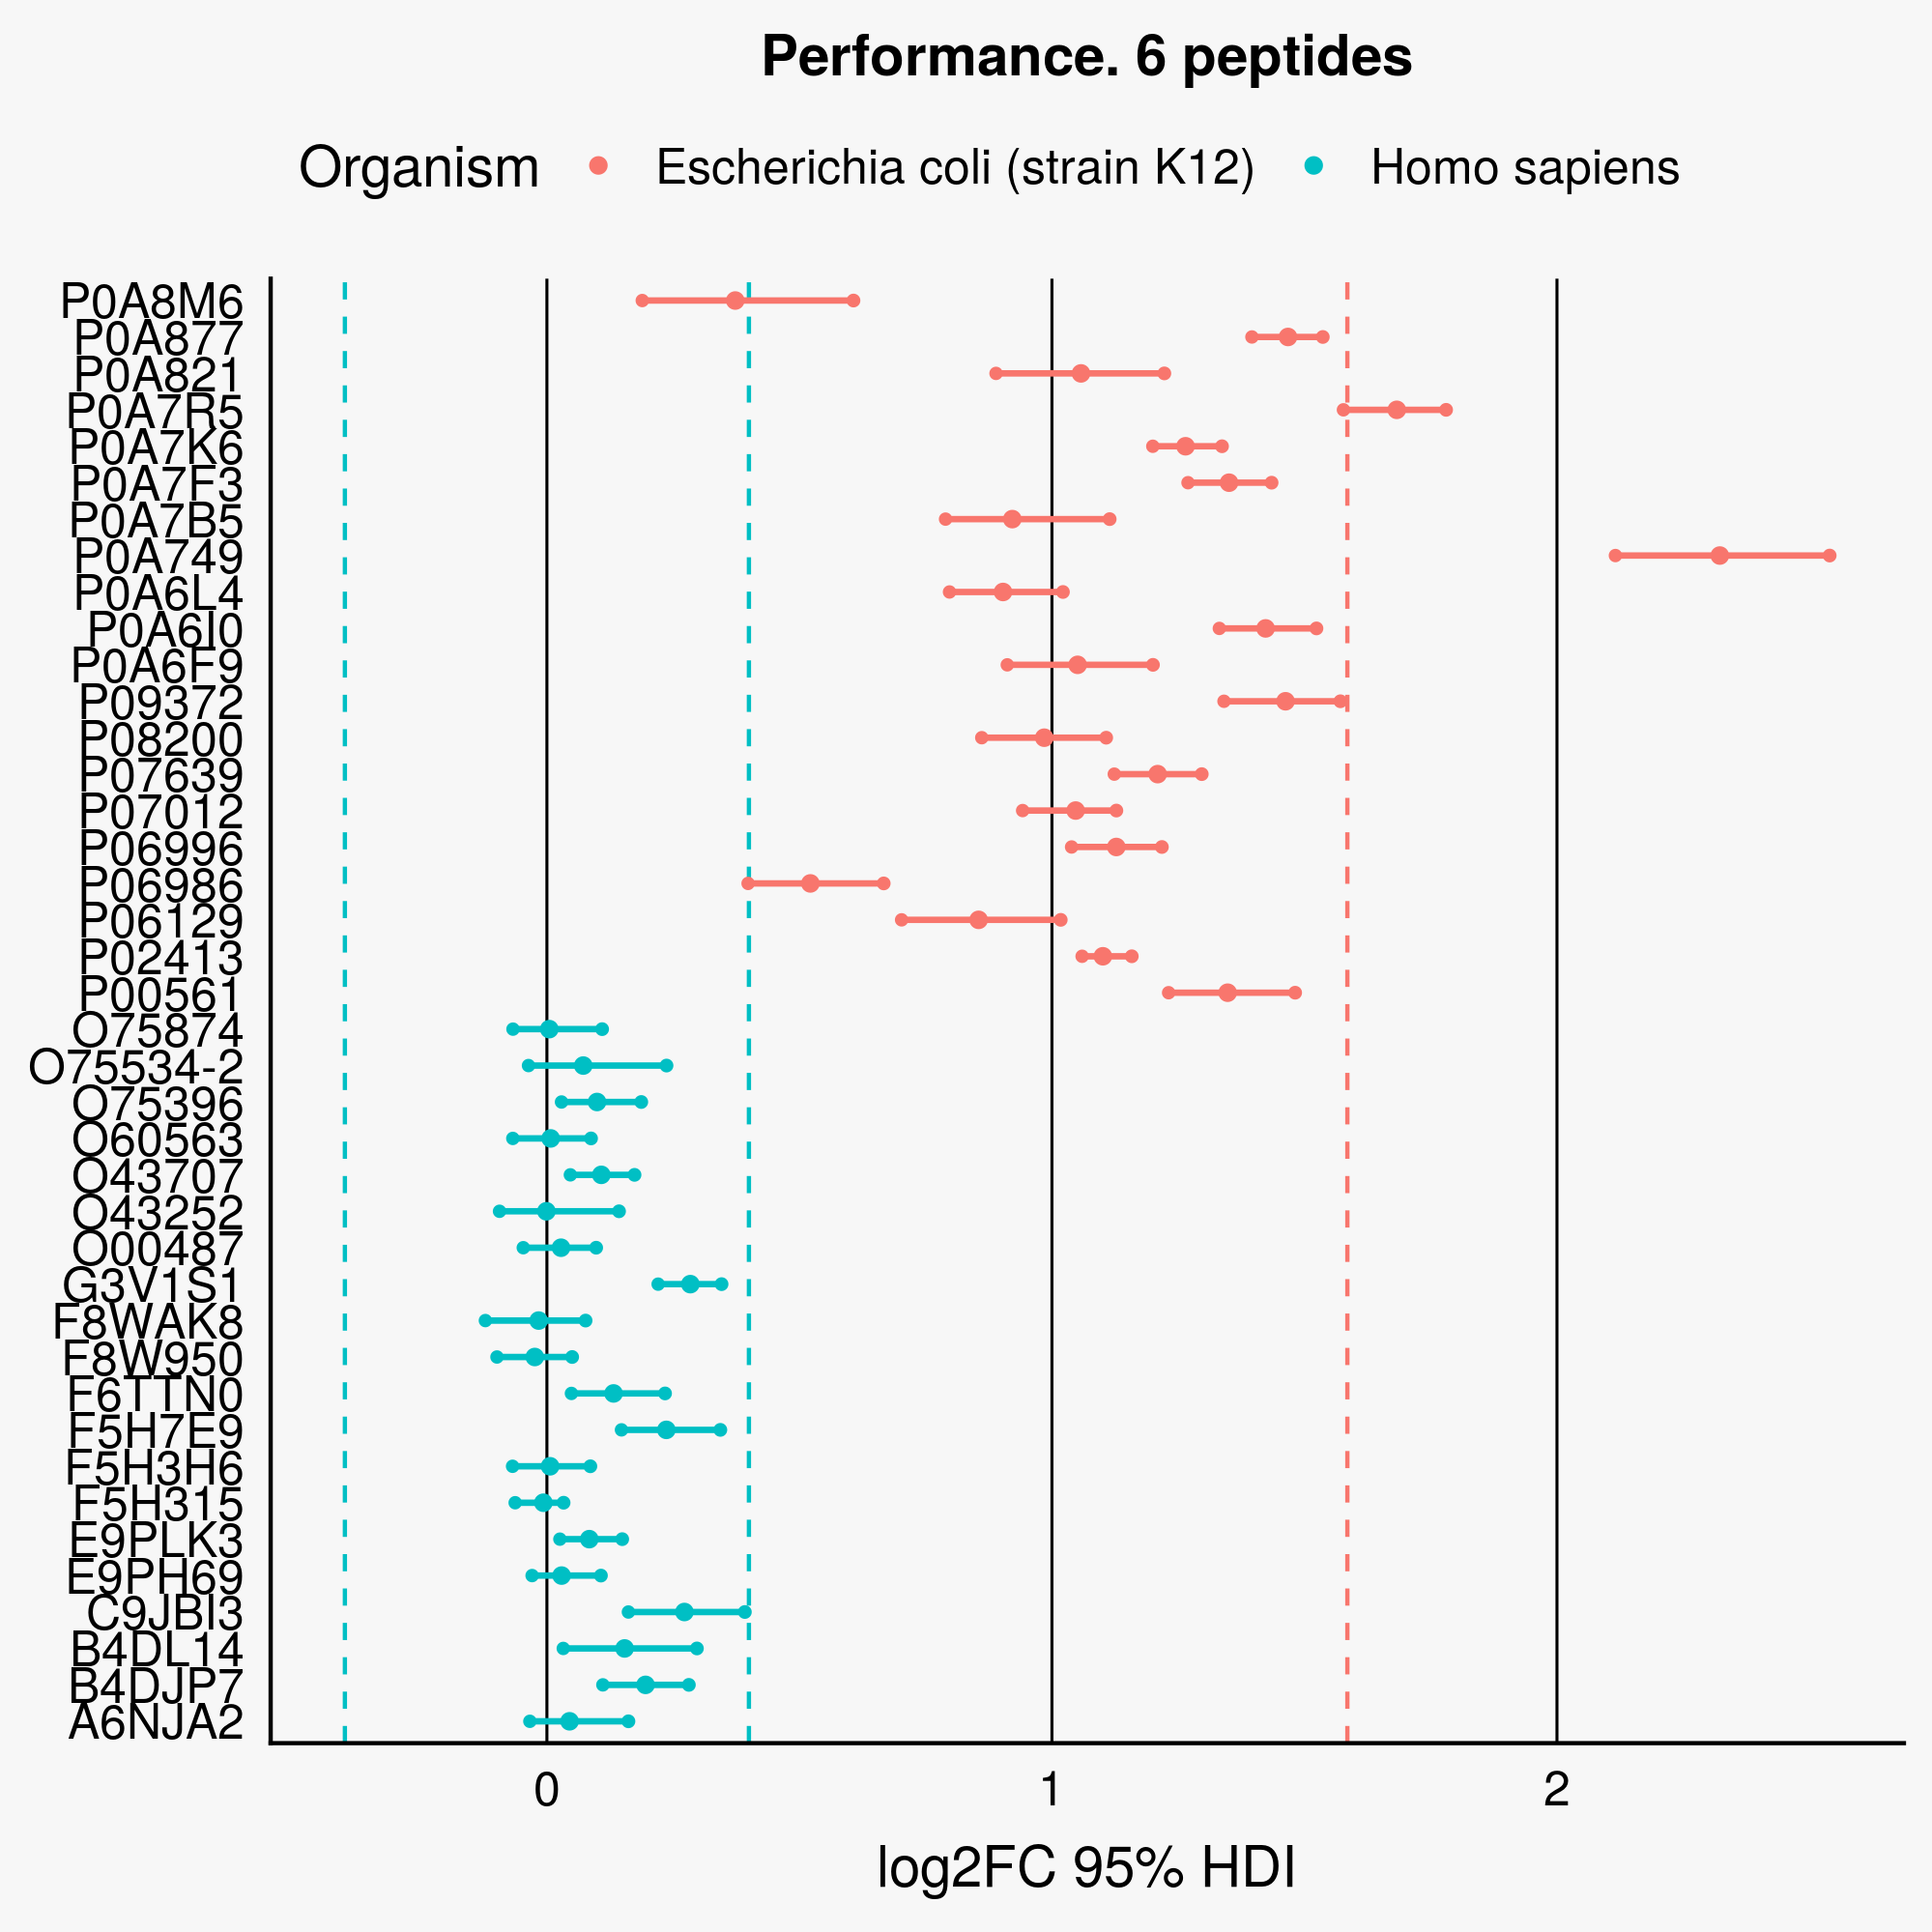 Performance. 6 peptides
Organism Escherichia coli (strain K12) Homo sapiens
P0A8M6
P0A877
P0A821
P0A7R5
P0A7K6
P0A7F3
P0A7B5
P0A749
P0A6L4
P0A6I0
P0A6F9
P09372
P08200
P07639
P07012
P06996
P06986
P06129
P02413
P00561
O75874
O75534-2
O75396
O60563
O43707
O43252
O00487
G3V1S1
F8WAK8
F8W950
F6TTN0
F5H7E9
F5H3H6
F5H315
E9PLK3
E9PH69
C9JBI3
B4DL14
B4DJP7
A6NJA2
0 1 2
log2FC 95% HDI